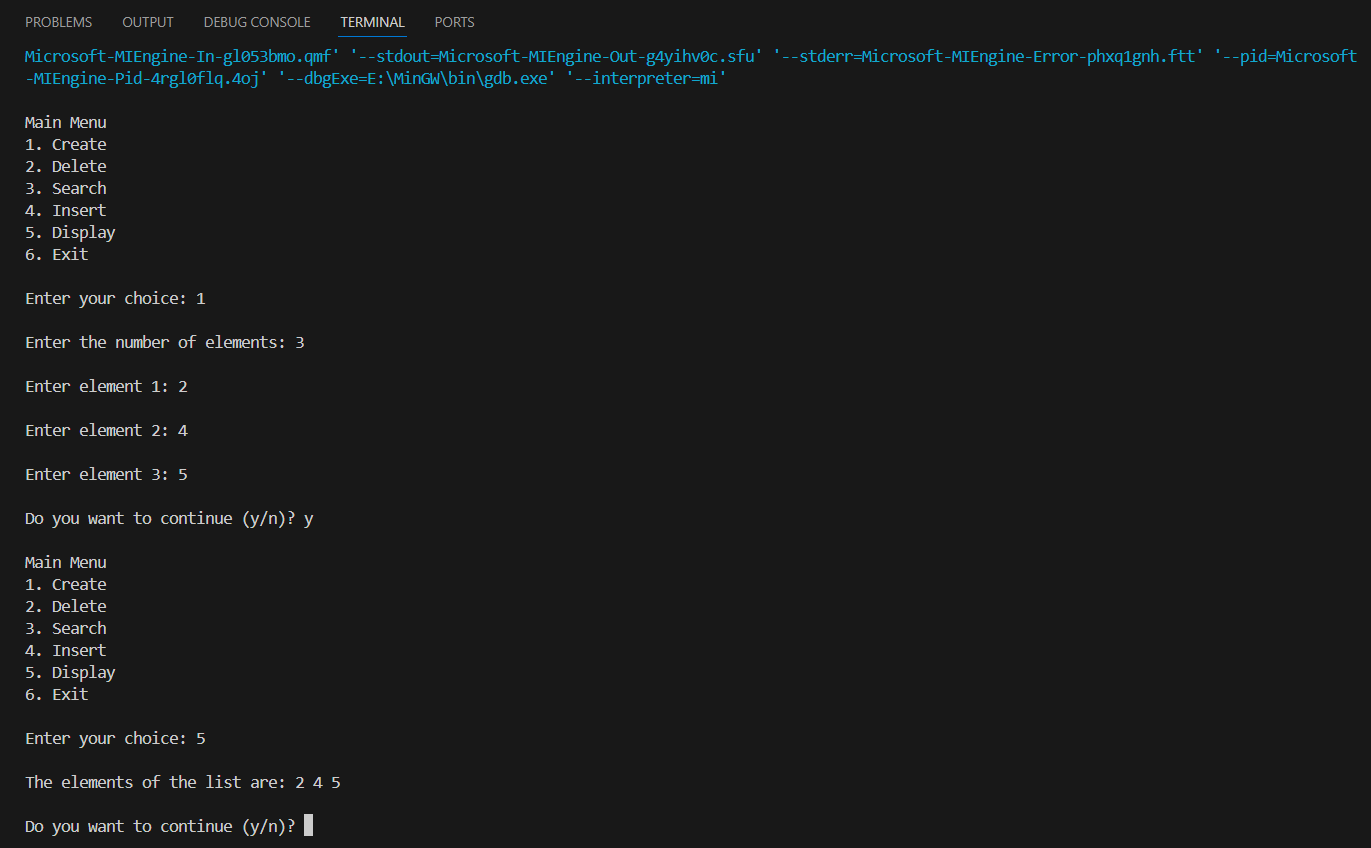 PROBLEMS OUTPUT DEBUG CONSOLE TERMINAL PORTS
Microsoft-MIEngine-In-gl053bmo.qmf' '--stdout=Microsoft-MIEngine-Out-g4yihv0c.sfu' '--stderr=Microsoft-MIEngine-Error-phxq1gnh.ftt' '--pid=Microsoft
-MIEngine-Pid-4rgl0flq.4oj' '--dbgExe=E:\MinGW\bin\gdb.exe' '--interpreter=mi'
Main Menu
1. Create
2. Delete
3. Search
4. Insert
5. Display
6. Exit
Enter your choice: 1
Enter the number of elements: 3
Enter element 1: 2
Enter element 2: 4
Enter element 3: 5
Do you want to continue (y/n)? y
Main Menu
1. Create
2. Delete
3. Search
4. Insert
5. Display
6. Exit
Enter your choice: 5
The elements of the list are: 2 4 5
Do you want to continue (y/n)?